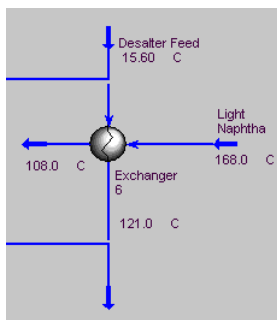 Desalter Feed
15.60 C
Light
Naphtha
108.0 C
168.0 C
Exchanger
6
121.0 C